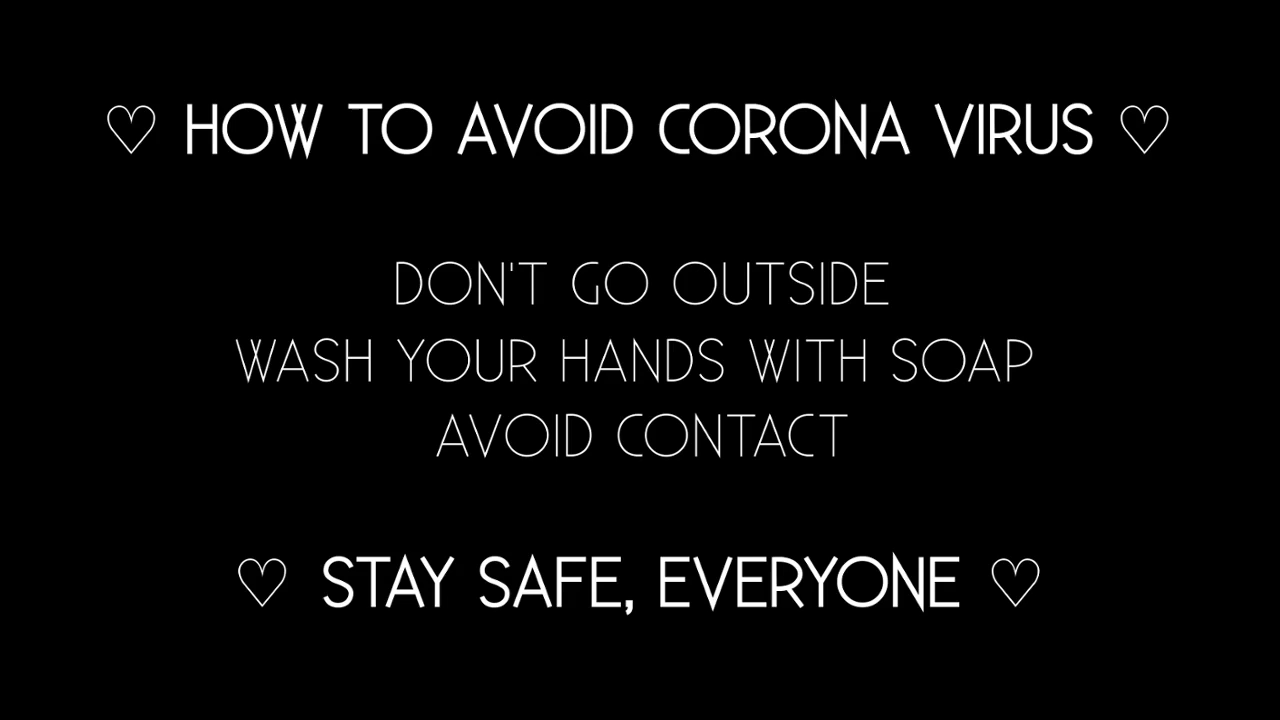 ♡ HOW TO AVOID CORONA VIRUS ♡
DON'T GO OUTSIDE
WASH YOUR HANDS WITH SOAP
AVOID CONTACT
♡ STAY SAFE, EVERYONE ♡